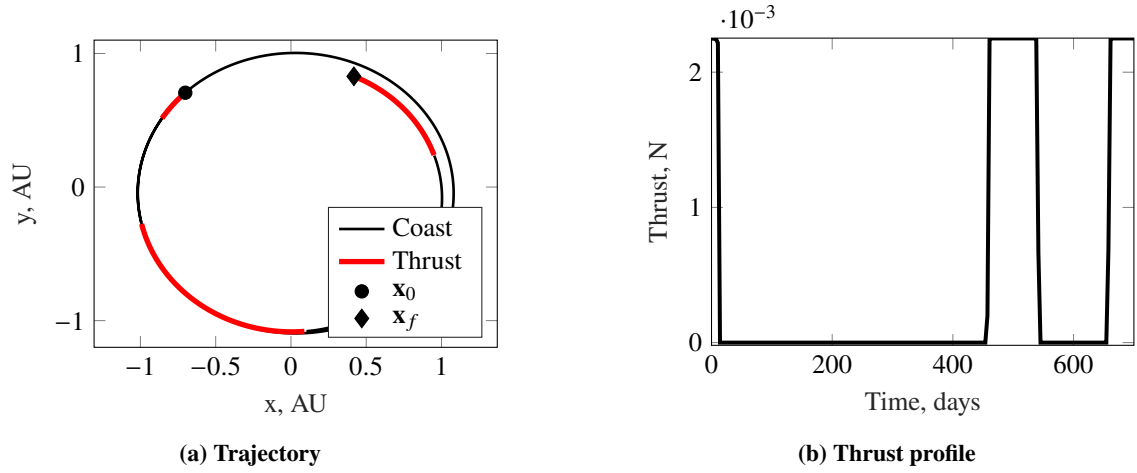 1
0
−1
y, AU
−1
−0.5
0
0.5
1
x, AU
Coast
Thrust
x₀
x_f
(a) Trajectory
·10⁻³
2
1
0
Thrust, N
0
200
400
600
Time, days
(b) Thrust profile